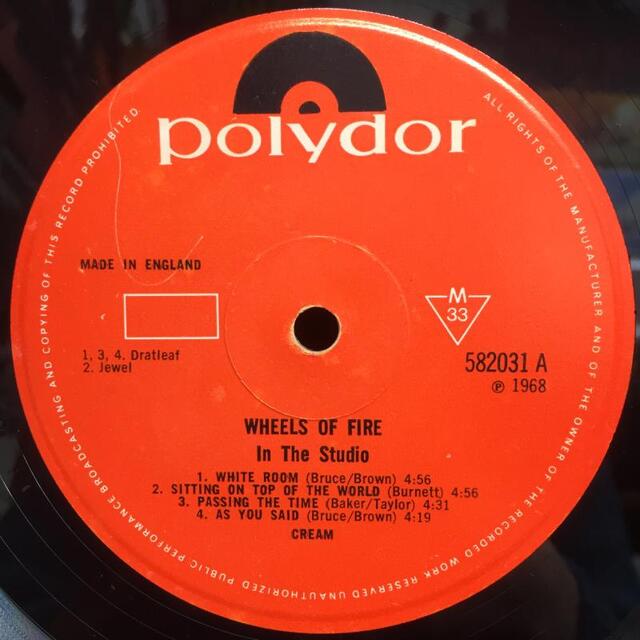 polydor
ALL RIGHTS OF THE MANUFACTURER AND OF THE OWNER OF THE RECORDED WORK RESERVED UNAUTHORIZED PUBLIC PERFORMANCE BROADCASTING AND COPYING OF THIS RECORD PROHIBITED
MADE IN ENGLAND
M
33
1, 3, 4. Dratleaf
2. Jewel
582031 A
℗ 1968
WHEELS OF FIRE
In The Studio
1. WHITE ROOM (Bruce/Brown) 4:56
2. SITTING ON TOP OF THE WORLD (Burnett) 4:56
3. PASSING THE TIME (Baker/Taylor) 4:31
4. AS YOU SAID (Bruce/Brown) 4:19
CREAM